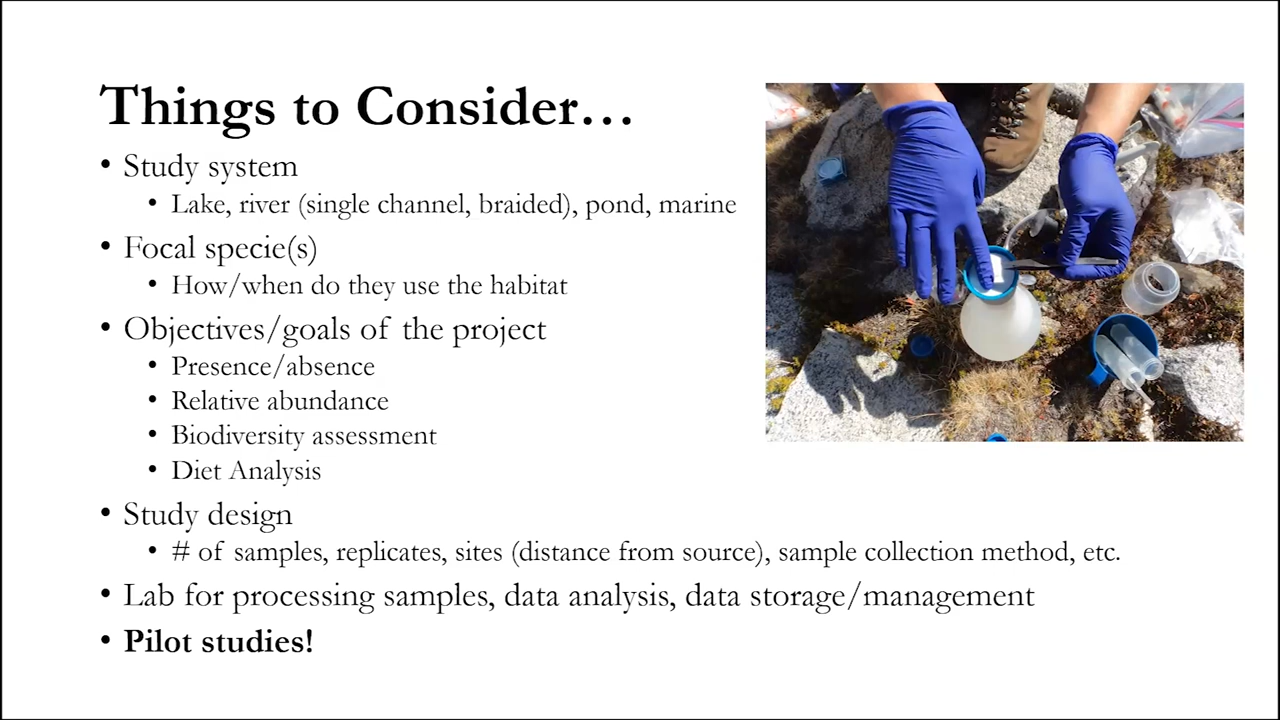 Things to Consider…
• Study system
• Lake, river (single channel, braided), pond, marine
• Focal specie(s)
• How/when do they use the habitat
• Objectives/goals of the project
• Presence/absence
• Relative abundance
• Biodiversity assessment
• Diet Analysis
• Study design
• # of samples, replicates, sites (distance from source), sample collection method, etc.
• Lab for processing samples, data analysis, data storage/management
• Pilot studies!